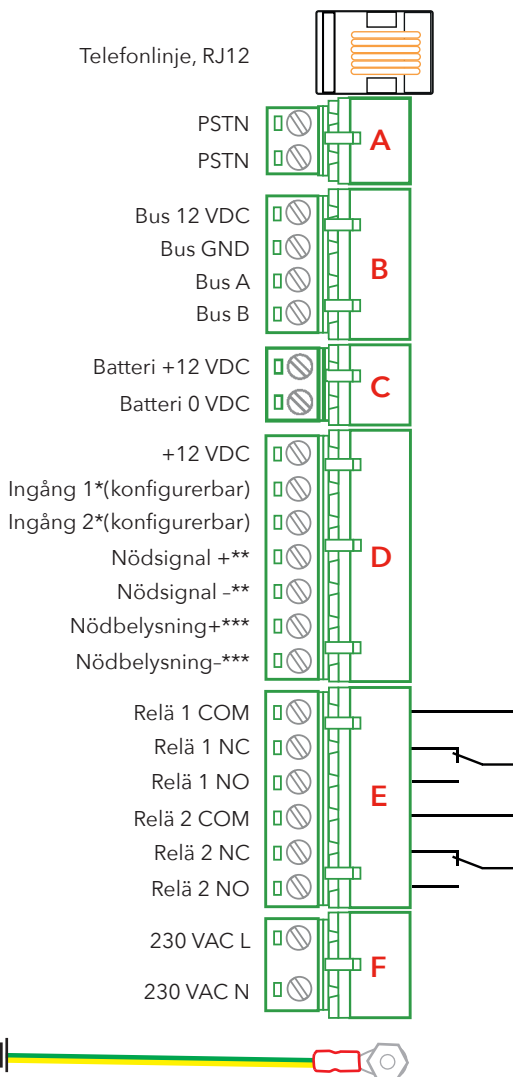 Telefonlinje, RJ12
PSTN
PSTN
A
Bus 12 VDC
Bus GND
Bus A
Bus B
B
Batteri +12 VDC
Batteri 0 VDC
C
+12 VDC
Ingång 1*(konfigurerbar)
Ingång 2*(konfigurerbar)
Nödsignal +**
Nödsignal –**
Nödbelysning+***
Nödbelysning–***
D
Relä 1 COM
Relä 1 NC
Relä 1 NO
Relä 2 COM
Relä 2 NC
Relä 2 NO
E
230 VAC L
230 VAC N
F